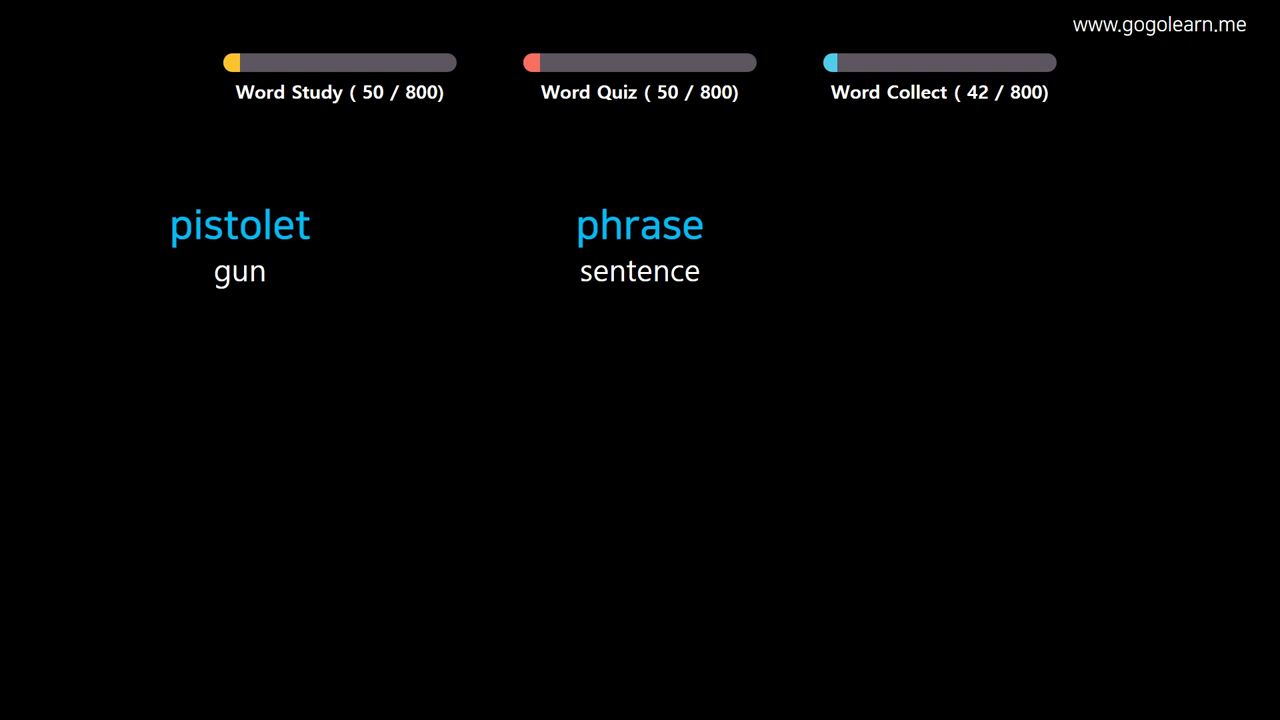 www.gogolearn.me
Word Study ( 50 / 800)
Word Quiz ( 50 / 800)
Word Collect ( 42 / 800)
pistolet
gun
phrase
sentence